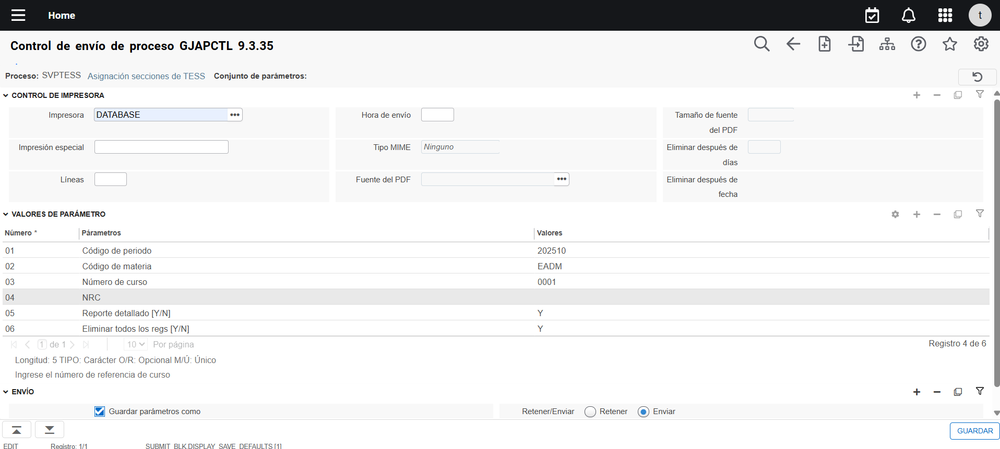 Home
t
Control de envío de proceso GJAPCTL 9.3.35
.
Proceso: SVPTESS Asignación secciones de TESS Conjunto de parámetros:
CONTROL DE IMPRESORA
Impresora DATABASE ••• Hora de envío Tamaño de fuente del PDF
Impresión especial Tipo MIME Ninguno Eliminar después de días
Líneas Fuente del PDF ••• Eliminar después de fecha
VALORES DE PARÁMETRO
Número * Párametros Valores
01 Código de periodo 202510
02 Código de materia EADM
03 Número de curso 0001
04 NRC
05 Reporte detallado [Y/N] Y
06 Eliminar todos los regs [Y/N] Y
1 de 1 10 Por página Registro 4 de 6
Longitud: 5 TIPO: Carácter O/R: Opcional M/Ú: Único
Ingrese el número de referencia de curso
ENVÍO
Guardar parámetros como Retener/Enviar Retener Enviar
GUARDAR
EDIT Registro: 1/1 SUBMIT_BLK.DISPLAY_SAVE_DEFAULTS [1]